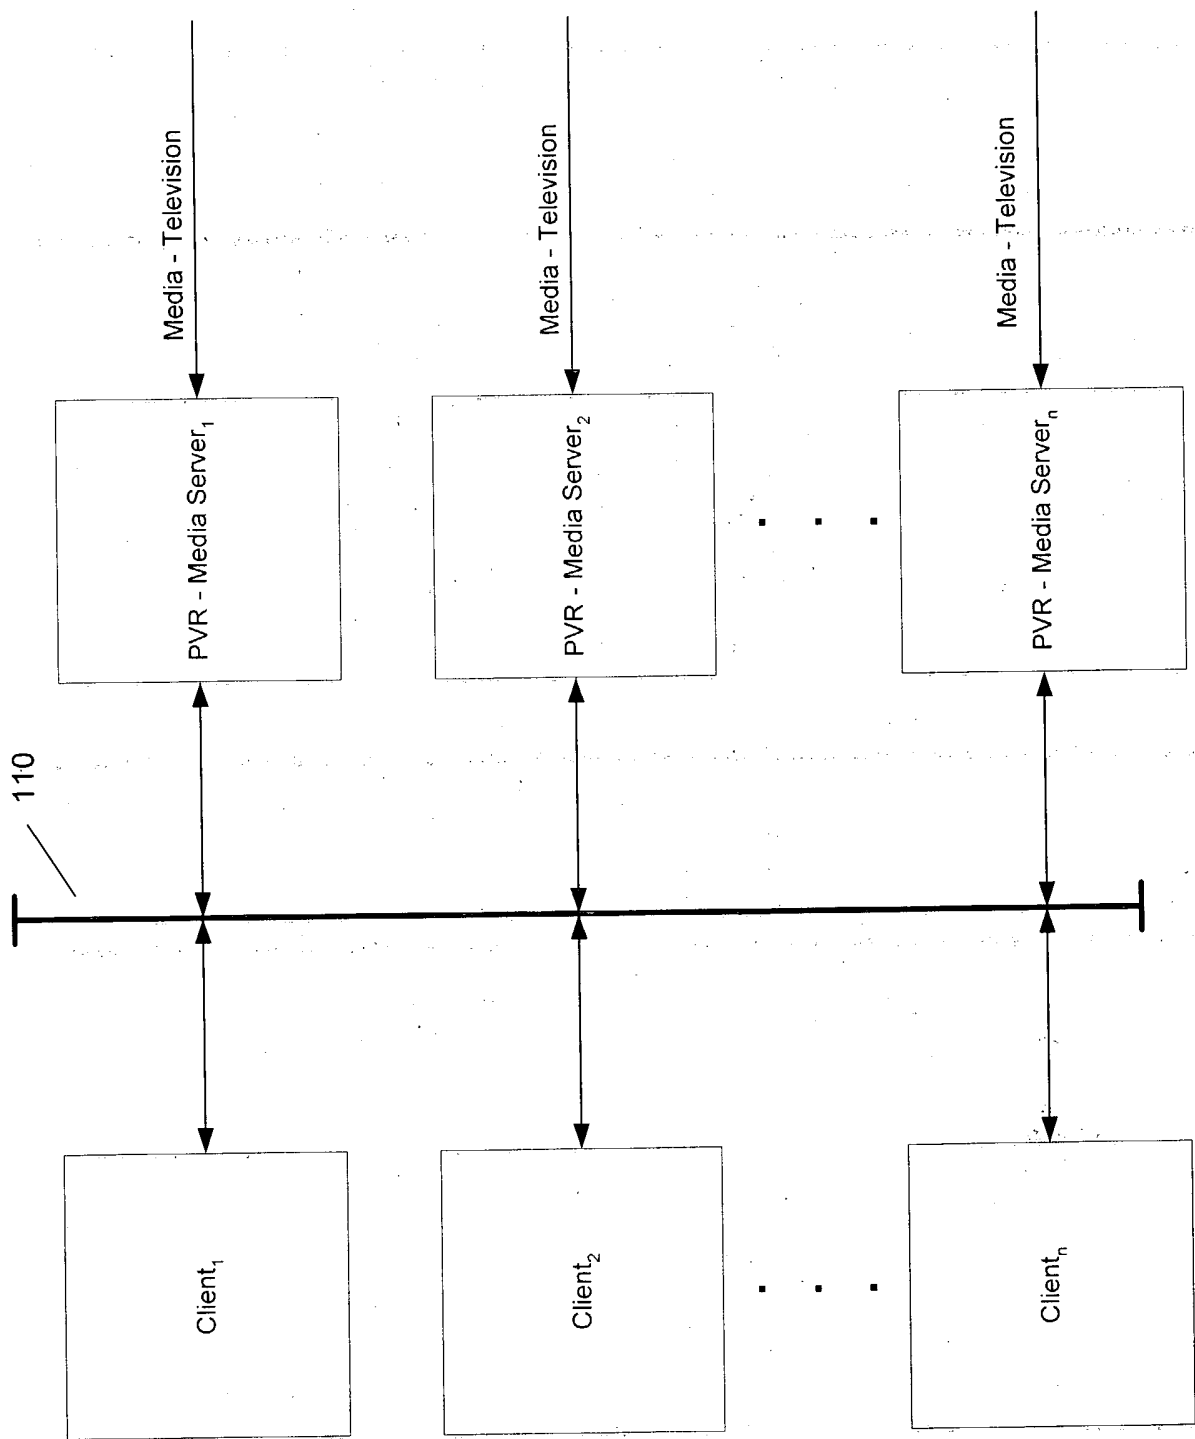 110
Media - Television
PVR - Media Server₁
Client₁
Media - Television
PVR - Media Server₂
Client₂
Media - Television
PVR - Media Serverₙ
Clientₙ